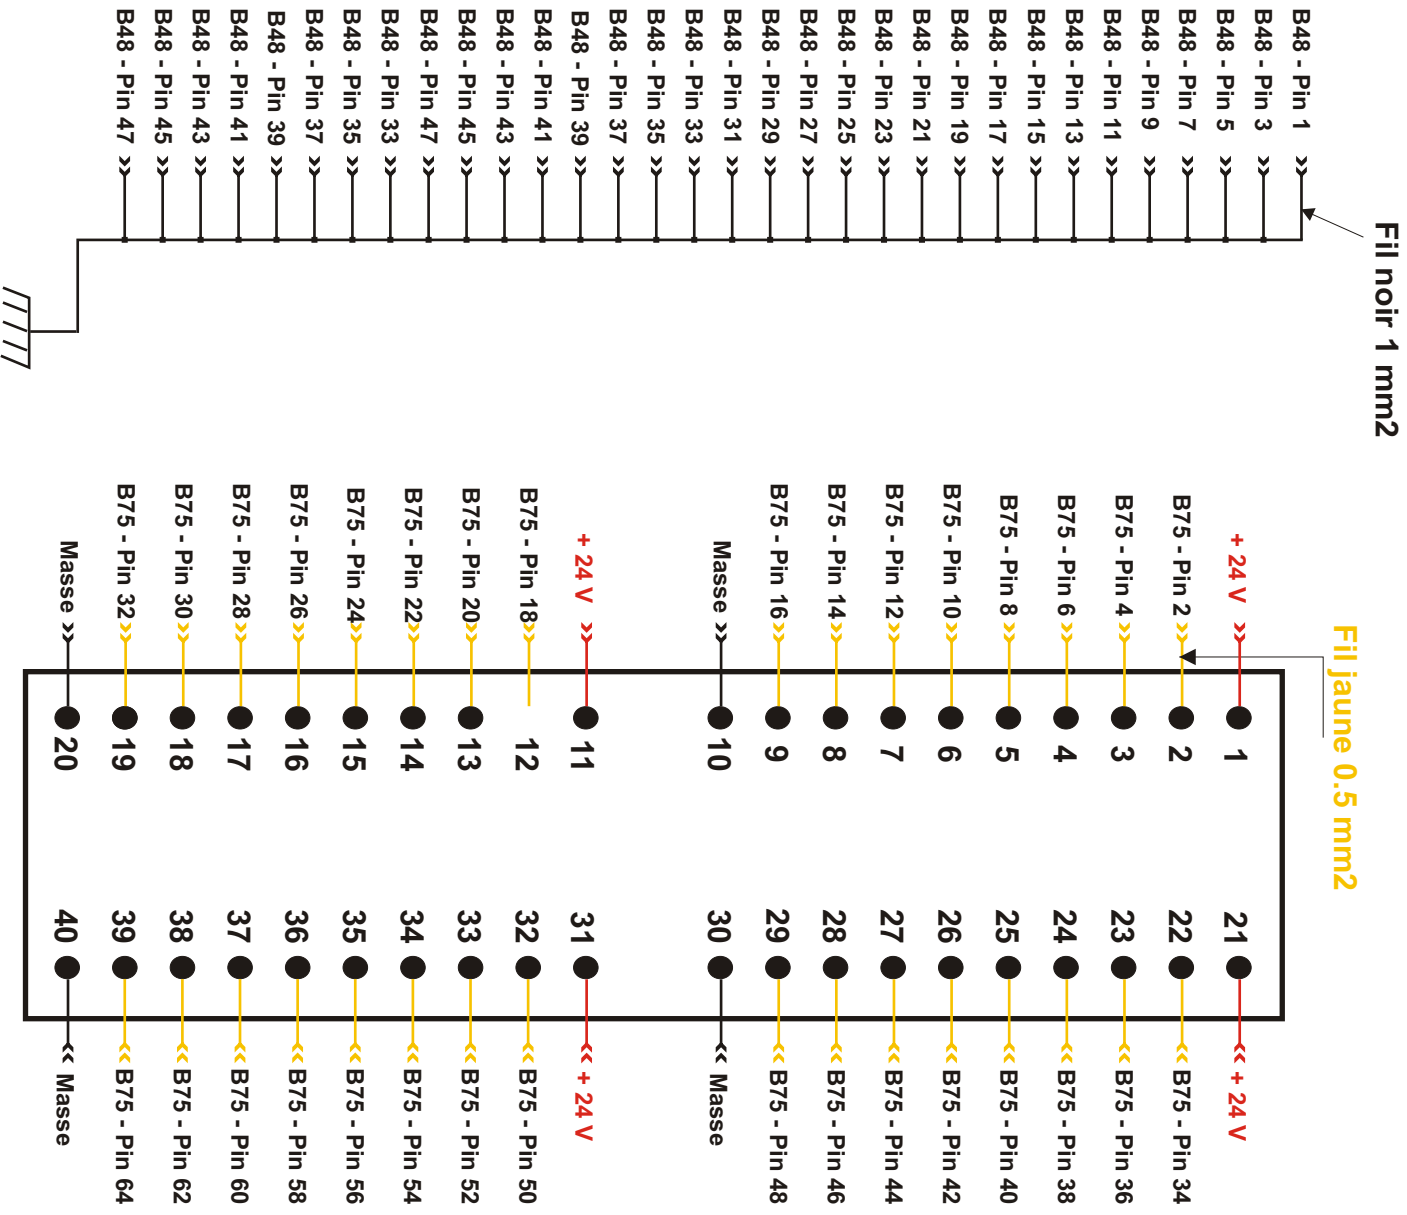 Fil noir 1 mm2
B48 - Pin 1
B48 - Pin 3
B48 - Pin 5
B48 - Pin 7
B48 - Pin 9
B48 - Pin 11
B48 - Pin 13
B48 - Pin 15
B48 - Pin 17
B48 - Pin 19
B48 - Pin 21
B48 - Pin 23
B48 - Pin 25
B48 - Pin 27
B48 - Pin 29
B48 - Pin 31
B48 - Pin 33
B48 - Pin 35
B48 - Pin 37
B48 - Pin 39
B48 - Pin 41
B48 - Pin 43
B48 - Pin 45
B48 - Pin 47
B48 - Pin 33
B48 - Pin 35
B48 - Pin 37
B48 - Pin 39
B48 - Pin 41
B48 - Pin 43
B48 - Pin 45
B48 - Pin 47
Fil jaune 0.5 mm2
+ 24 V 1 21 + 24 V
B75 - Pin 2 2 22 B75 - Pin 34
B75 - Pin 4 3 23 B75 - Pin 36
B75 - Pin 6 4 24 B75 - Pin 38
B75 - Pin 8 5 25 B75 - Pin 40
B75 - Pin 10 6 26 B75 - Pin 42
B75 - Pin 12 7 27 B75 - Pin 44
B75 - Pin 14 8 28 B75 - Pin 46
B75 - Pin 16 9 29 B75 - Pin 48
Masse 10 30 Masse
+ 24 V 11 31 + 24 V
B75 - Pin 18 12 32 B75 - Pin 50
B75 - Pin 20 13 33 B75 - Pin 52
B75 - Pin 22 14 34 B75 - Pin 54
B75 - Pin 24 15 35 B75 - Pin 56
B75 - Pin 26 16 36 B75 - Pin 58
B75 - Pin 28 17 37 B75 - Pin 60
B75 - Pin 30 18 38 B75 - Pin 62
B75 - Pin 32 19 39 B75 - Pin 64
Masse 20 40 Masse